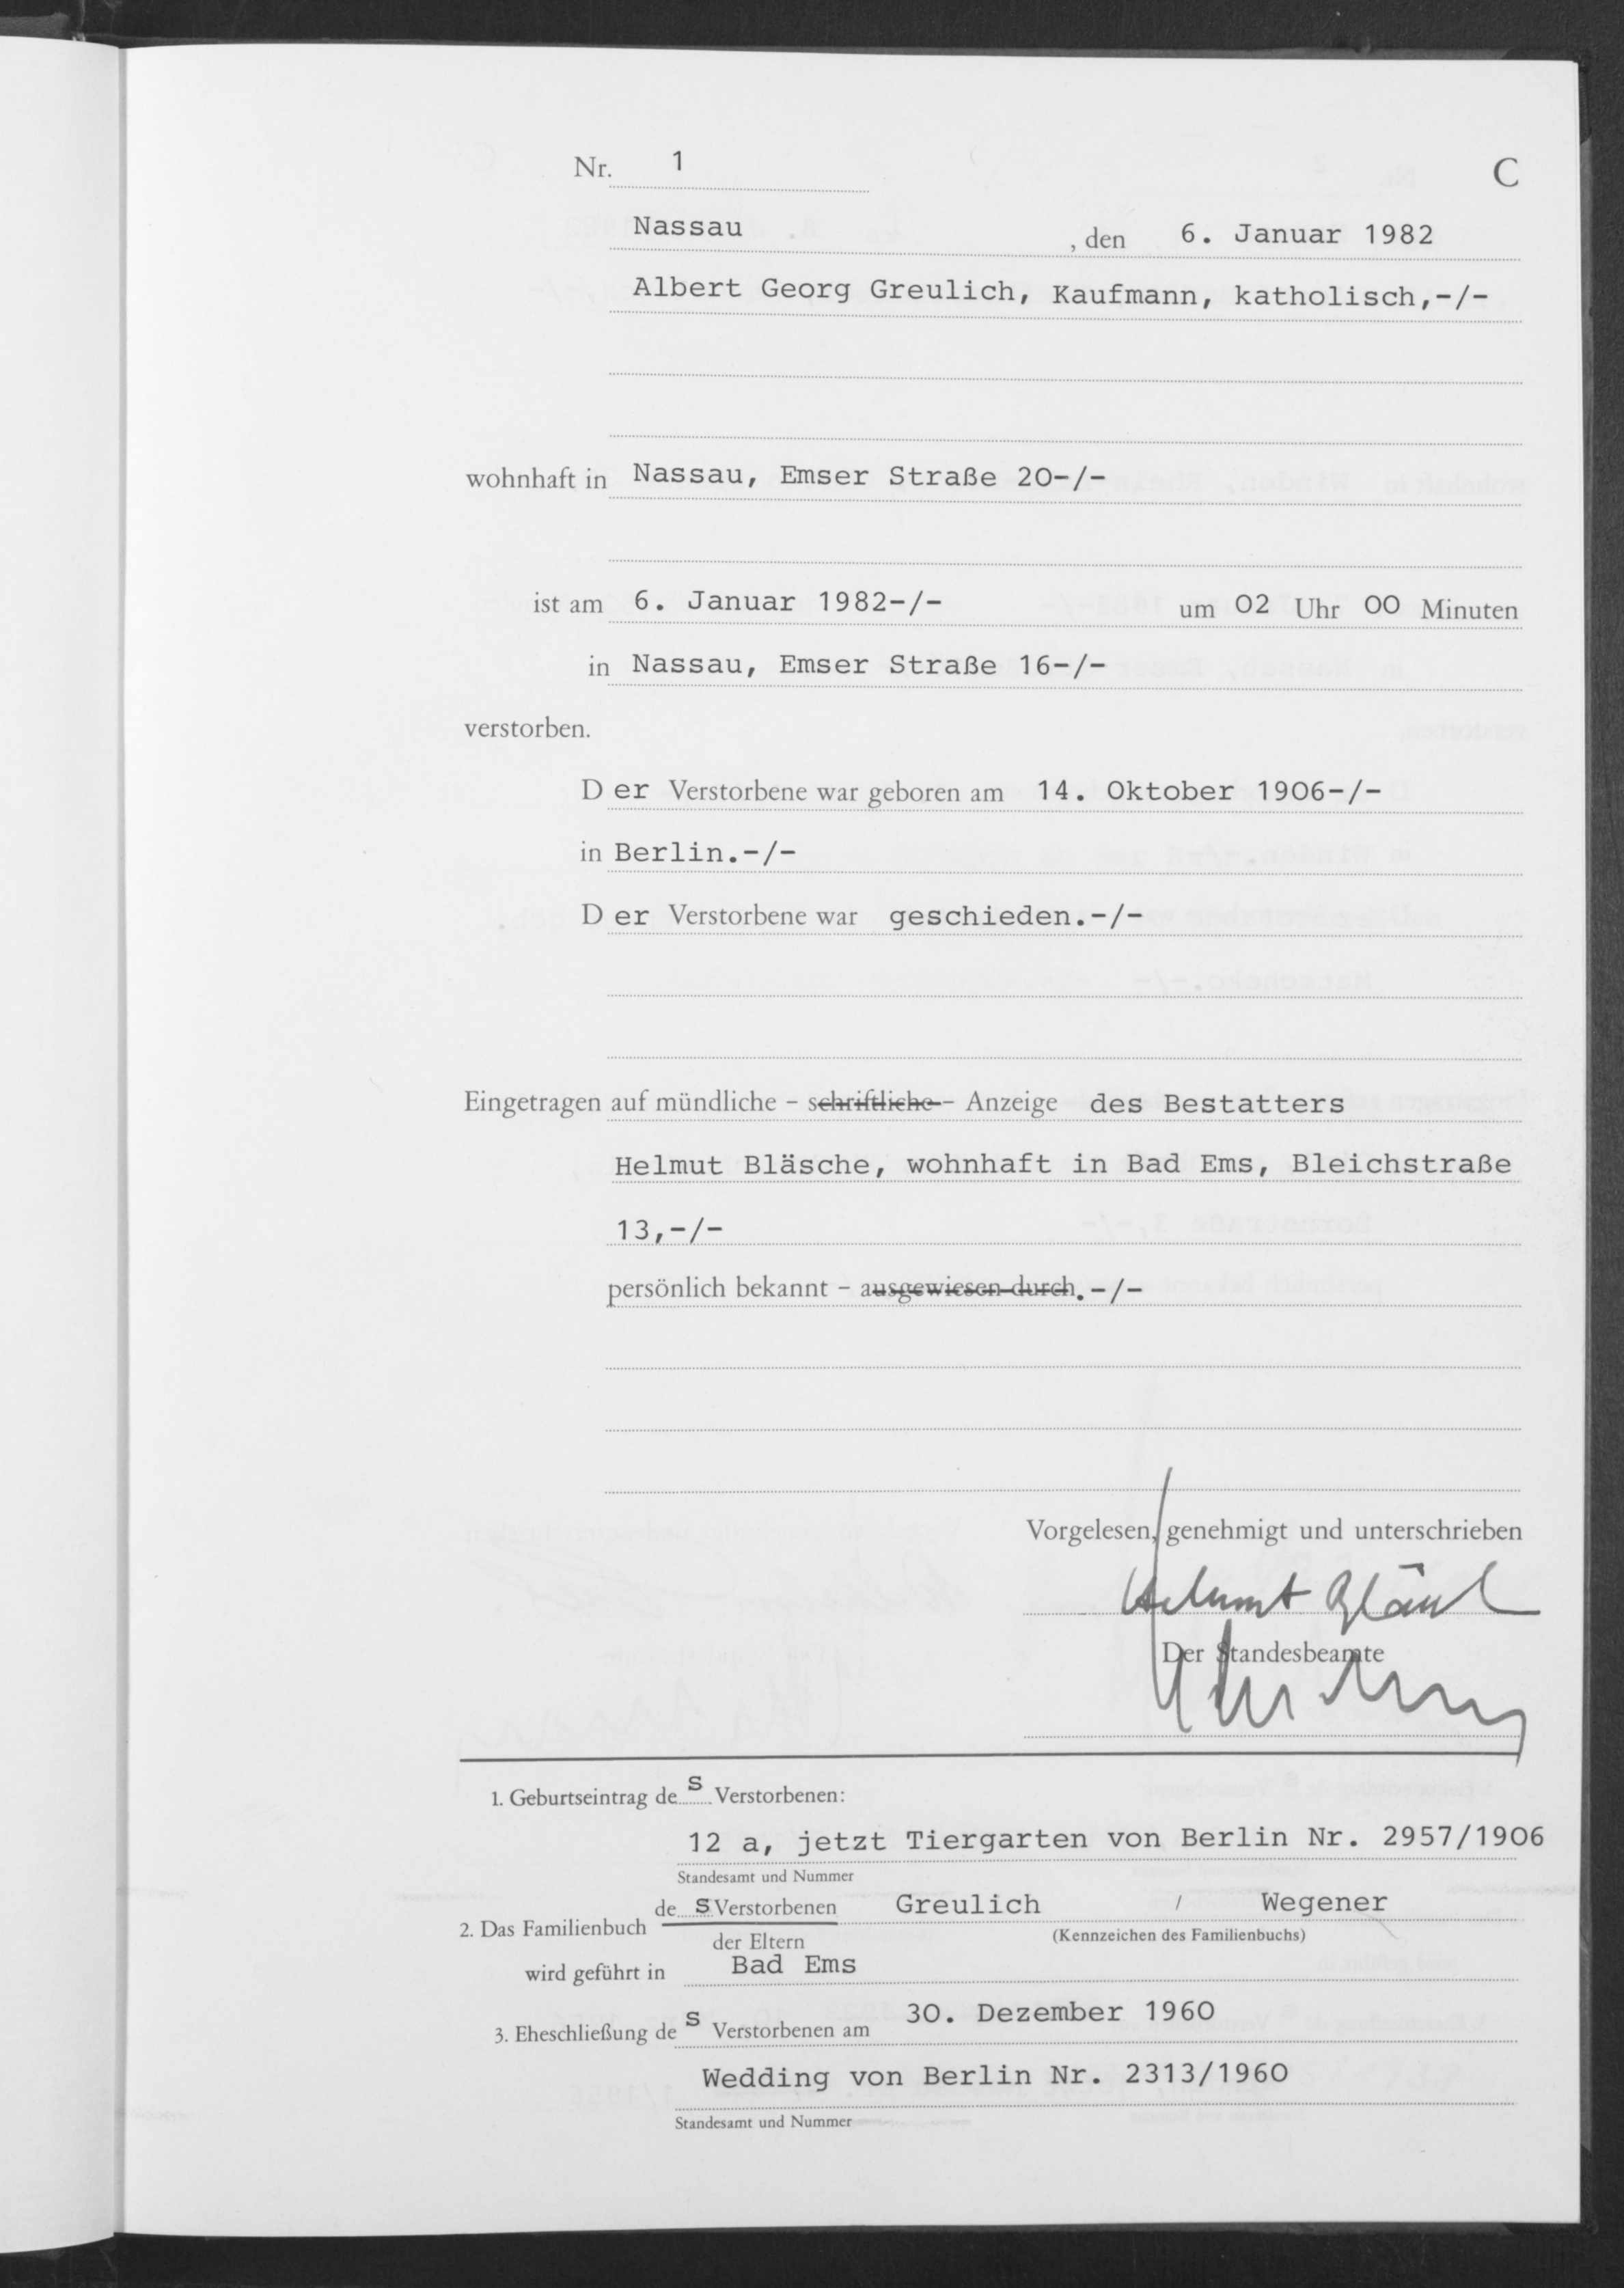 Nr. 1 C
Nassau , den 6. Januar 1982
Albert Georg Greulich, Kaufmann, katholisch,-/-
wohnhaft in Nassau, Emser Straße 20-/-
ist am 6. Januar 1982-/- um 02 Uhr 00 Minuten
in Nassau, Emser Straße 16-/-
verstorben.
Der Verstorbene war geboren am 14. Oktober 1906-/-
in Berlin.-/-
Der Verstorbene war geschieden.-/-
Eingetragen auf mündliche - schriftliche - Anzeige des Bestatters
Helmut Bläsche, wohnhaft in Bad Ems, Bleichstraße
13,-/-
persönlich bekannt - ausgewiesen durch.-/-
Vorgelesen, genehmigt und unterschrieben
Helmut
Der Standesbeamte
1. Geburtseintrag des Verstorbenen:
12 a, jetzt Tiergarten von Berlin Nr. 2957/1906
Standesamt und Nummer
2. Das Familienbuch des Verstorbenen Greulich / Wegener
der Eltern (Kennzeichen des Familienbuchs)
wird geführt in Bad Ems
3. Eheschließung des Verstorbenen am 30. Dezember 1960
Wedding von Berlin Nr. 2313/1960
Standesamt und Nummer